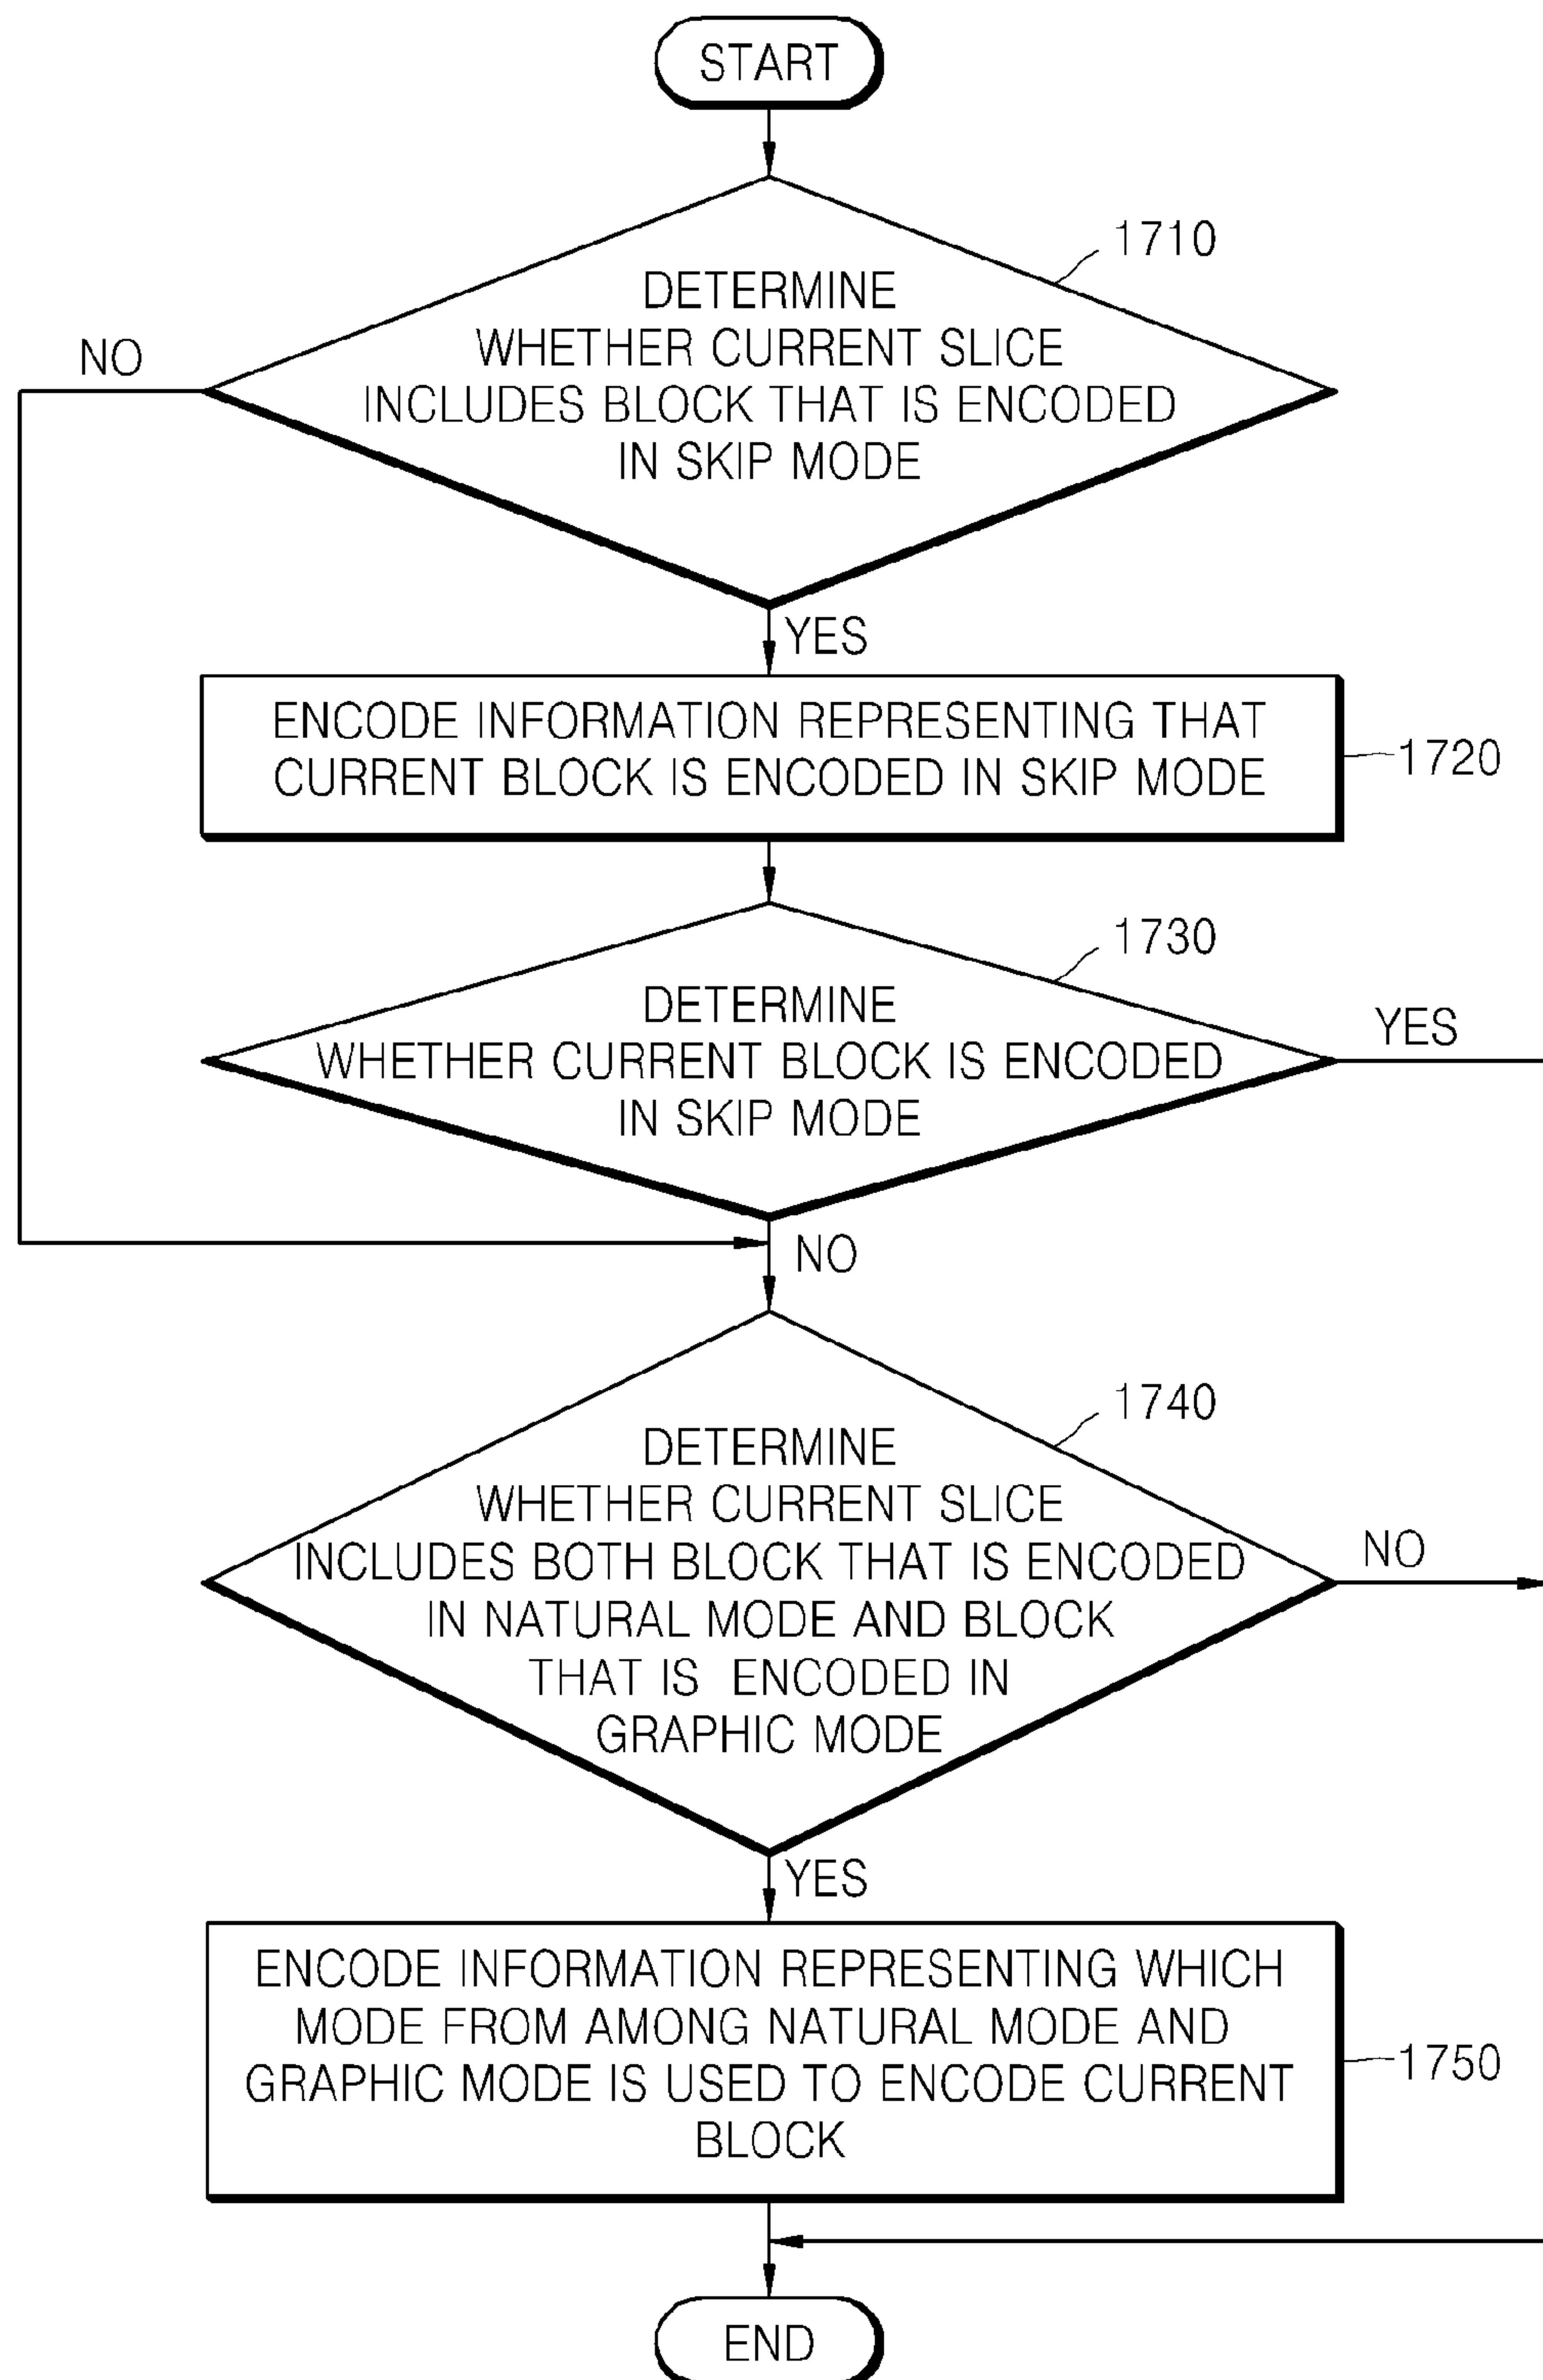 START
1710
DETERMINE
WHETHER CURRENT SLICE
INCLUDES BLOCK THAT IS ENCODED
IN SKIP MODE
NO
YES
ENCODE INFORMATION REPRESENTING THAT
CURRENT BLOCK IS ENCODED IN SKIP MODE
1720
1730
DETERMINE
WHETHER CURRENT BLOCK IS ENCODED
IN SKIP MODE
YES
NO
1740
DETERMINE
WHETHER CURRENT SLICE
INCLUDES BOTH BLOCK THAT IS ENCODED
IN NATURAL MODE AND BLOCK
THAT IS ENCODED IN
GRAPHIC MODE
NO
YES
ENCODE INFORMATION REPRESENTING WHICH
MODE FROM AMONG NATURAL MODE AND
GRAPHIC MODE IS USED TO ENCODE CURRENT
BLOCK
1750
END